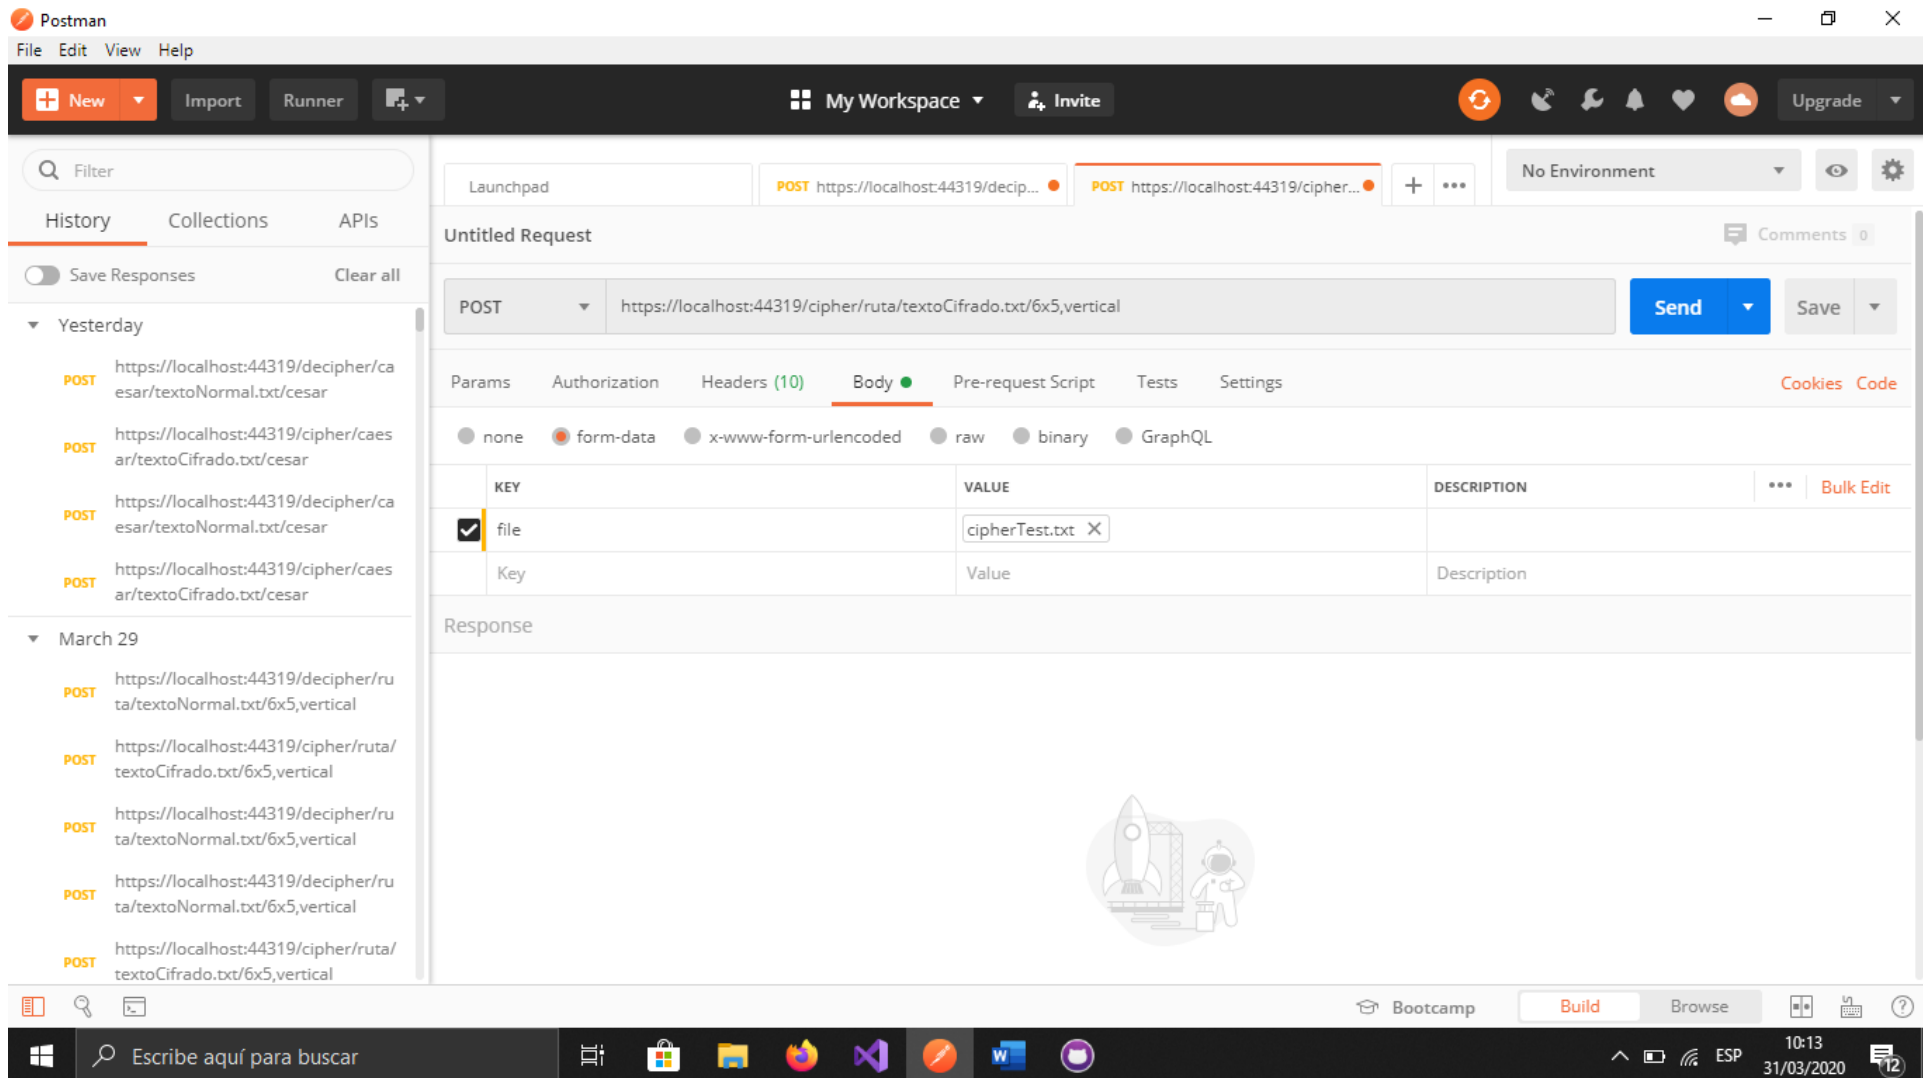 Postman
File Edit View Help
New Import Runner My Workspace Invite Upgrade
Filter
History Collections APIs
Save Responses Clear all
Yesterday
POST https://localhost:44319/decipher/ca
esar/textoNormal.txt/cesar
POST https://localhost:44319/cipher/caes
ar/textoCifrado.txt/cesar
POST https://localhost:44319/decipher/ca
esar/textoNormal.txt/cesar
POST https://localhost:44319/cipher/caes
ar/textoCifrado.txt/cesar
March 29
POST https://localhost:44319/decipher/ru
ta/textoNormal.txt/6x5,vertical
POST https://localhost:44319/cipher/ruta/
textoCifrado.txt/6x5,vertical
POST https://localhost:44319/decipher/ru
ta/textoNormal.txt/6x5,vertical
POST https://localhost:44319/decipher/ru
ta/textoNormal.txt/6x5,vertical
POST https://localhost:44319/cipher/ruta/
textoCifrado.txt/6x5,vertical
Launchpad POST https://localhost:44319/decip... POST https://localhost:44319/cipher... No Environment
Untitled Request Comments 0
POST https://localhost:44319/cipher/ruta/textoCifrado.txt/6x5,vertical Send Save
Params Authorization Headers (10) Body Pre-request Script Tests Settings Cookies Code
none form-data x-www-form-urlencoded raw binary GraphQL
KEY VALUE DESCRIPTION Bulk Edit
file cipherTest.txt
Key Value Description
Response
Bootcamp Build Browse
Escribe aquí para buscar ESP 10:13
31/03/2020 12